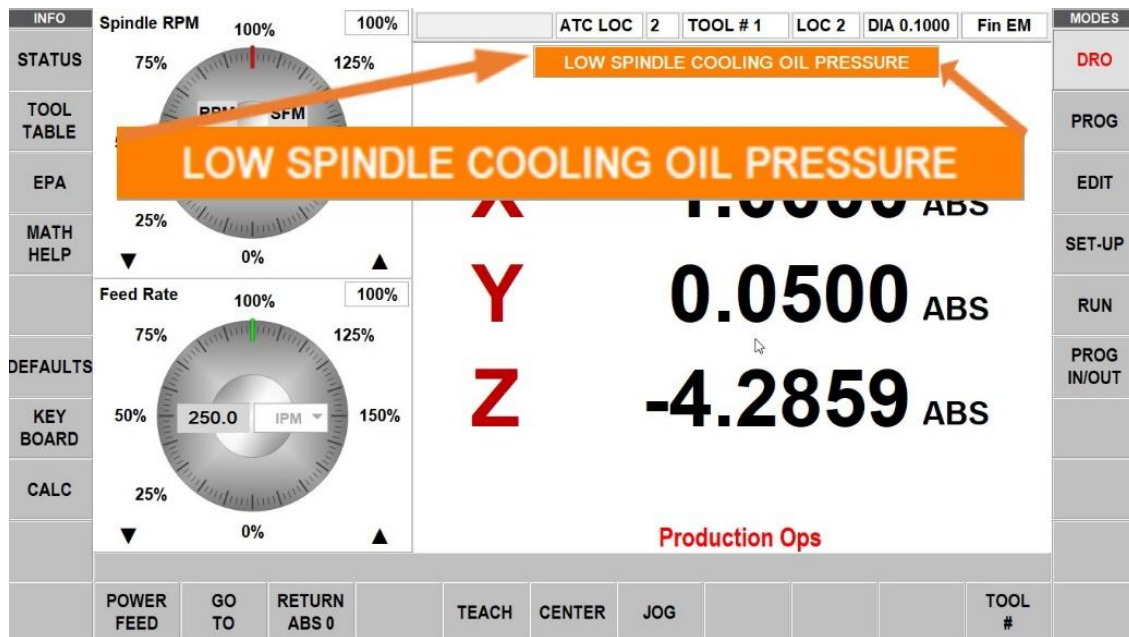 INFO
STATUS
TOOL
TABLE
EPA
MATH
HELP
DEFAULTS
KEY
BOARD
CALC
Spindle RPM
100%
100%
75%
125%
SFM
25%
0%
▼
▲
Feed Rate
100%
100%
75%
125%
50%
250.0
IPM
150%
25%
0%
▼
▲
ATC LOC 2 TOOL # 1 LOC 2 DIA 0.1000 Fin EM
LOW SPINDLE COOLING OIL PRESSURE
LOW SPINDLE COOLING OIL PRESSURE
ABS
Y 0.0500 ABS
Z -4.2859 ABS
Production Ops
MODES
DRO
PROG
EDIT
SET-UP
RUN
PROG
IN/OUT
POWER
FEED
GO
TO
RETURN
ABS 0
TEACH
CENTER
JOG
TOOL
#